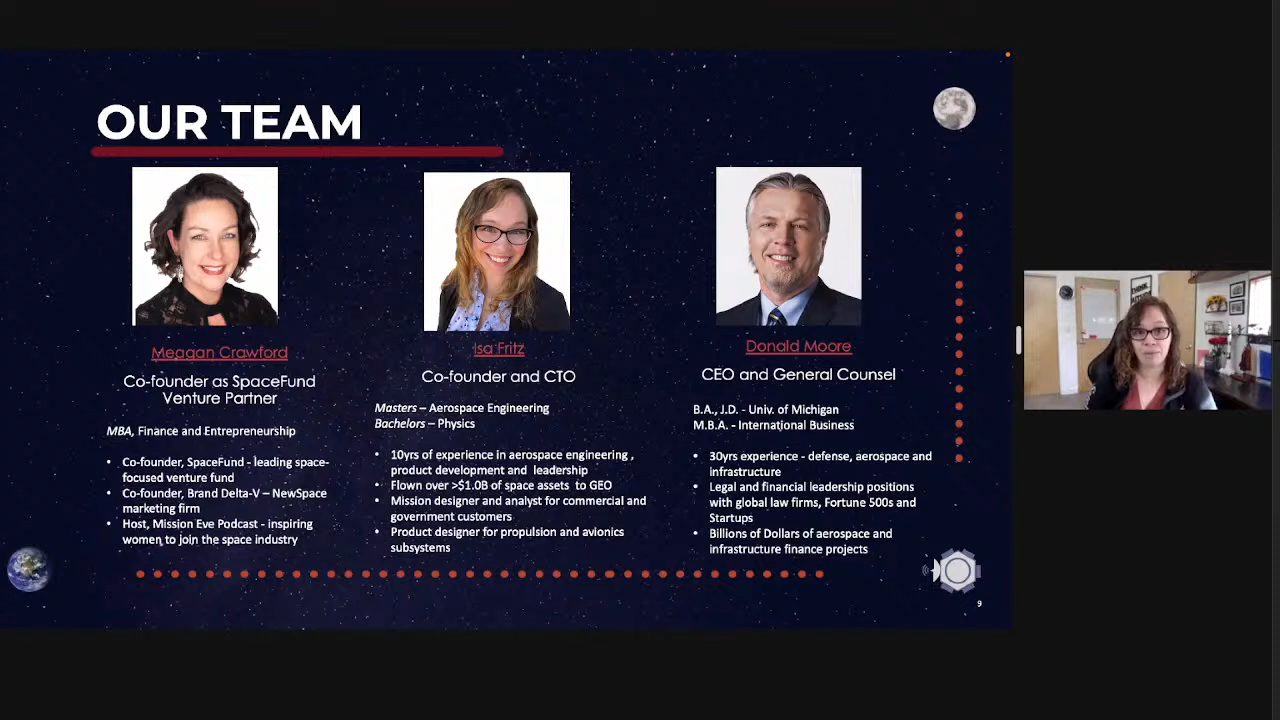 OUR TEAM
Meagan Crawford
Co-founder as SpaceFund
Venture Partner
MBA, Finance and Entrepreneurship
• Co-founder, SpaceFund - leading space-
focused venture fund
• Co-founder, Brand Delta-V – NewSpace
marketing firm
• Host, Mission Eve Podcast - inspiring
women to join the space industry
Isa Fritz
Co-founder and CTO
Masters – Aerospace Engineering
Bachelors – Physics
• 10yrs of experience in aerospace engineering ,
product development and leadership
• Flown over >$1.0B of space assets to GEO
• Mission designer and analyst for commercial and
government customers
• Product designer for propulsion and avionics
subsystems
Donald Moore
CEO and General Counsel
B.A., J.D. - Univ. of Michigan
M.B.A. - International Business
• 30yrs experience - defense, aerospace and
infrastructure
• Legal and financial leadership positions
with global law firms, Fortune 500s and
Startups
• Billions of Dollars of aerospace and
infrastructure finance projects
9
THINK